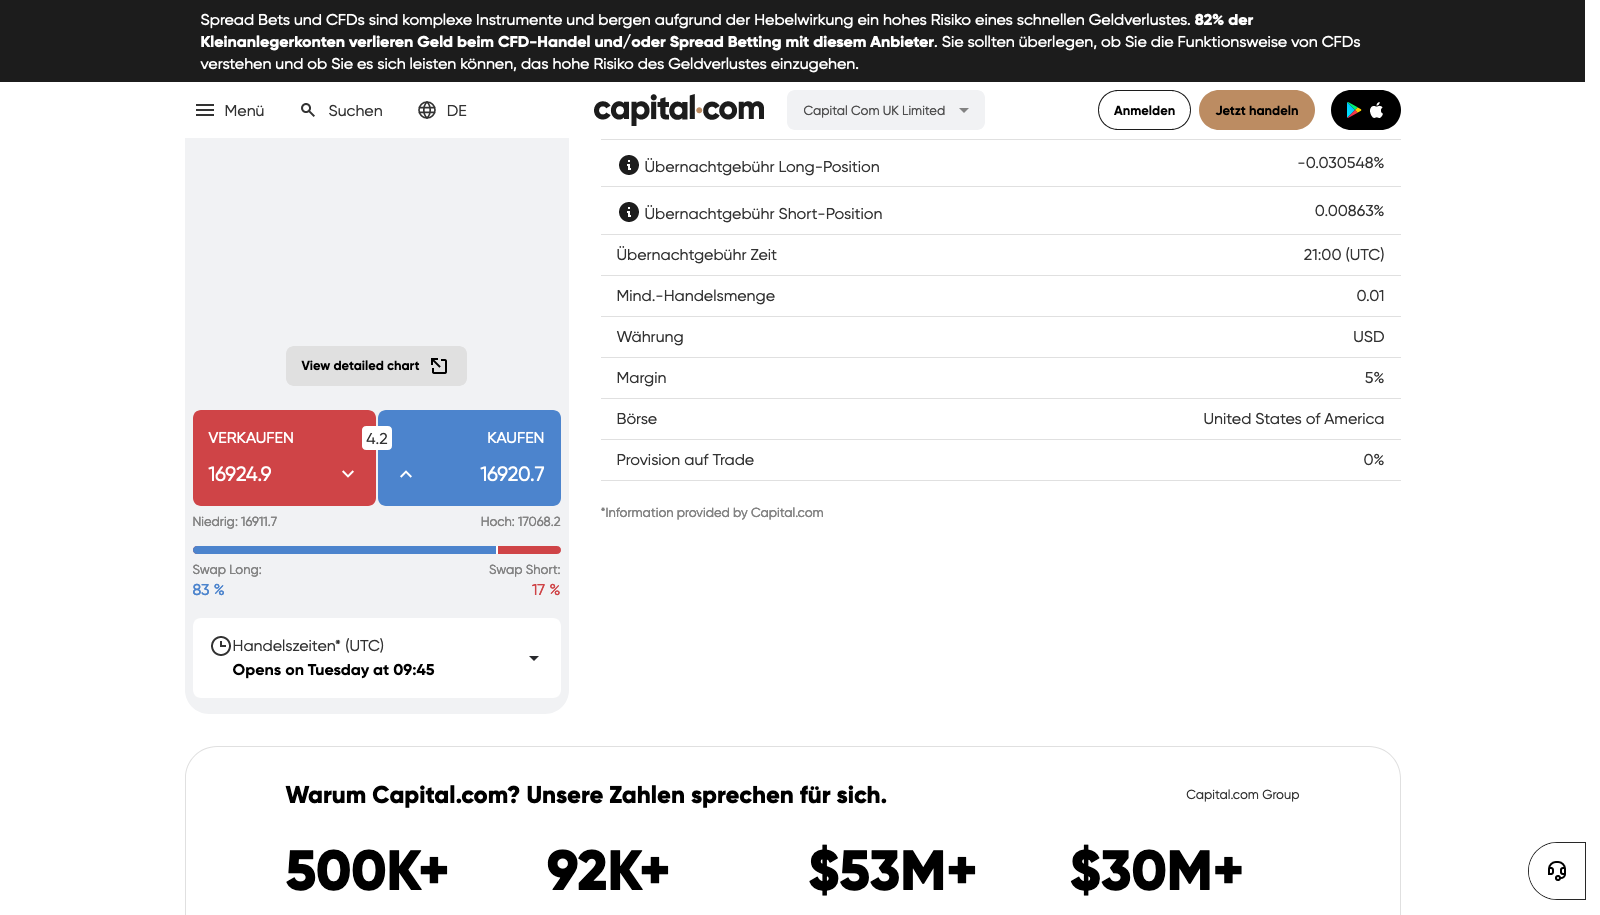 Spread Bets und CFDs sind komplexe Instrumente und bergen aufgrund der Hebelwirkung ein hohes Risiko eines schnellen Geldverlustes. 82% der
Kleinanlegerkonten verlieren Geld beim CFD-Handel und/oder Spread Betting mit diesem Anbieter. Sie sollten überlegen, ob Sie die Funktionsweise von CFDs
verstehen und ob Sie es sich leisten können, das hohe Risiko des Geldverlustes einzugehen.
Menü Suchen DE capital.com Capital Com UK Limited Anmelden Jetzt handeln
Übernachtgebühr Long-Position -0.030548%
Übernachtgebühr Short-Position 0.00863%
Übernachtgebühr Zeit 21:00 (UTC)
Mind.-Handelsmenge 0.01
Währung USD
Margin 5%
Börse United States of America
Provision auf Trade 0%
*Information provided by Capital.com
View detailed chart
VERKAUFEN 4.2 KAUFEN
16924.9 16920.7
Niedrig: 16911.7 Hoch: 17068.2
Swap Long: Swap Short:
83 % 17 %
Handelszeiten* (UTC)
Opens on Tuesday at 09:45
Warum Capital.com? Unsere Zahlen sprechen für sich. Capital.com Group
500K+ 92K+ $53M+ $30M+